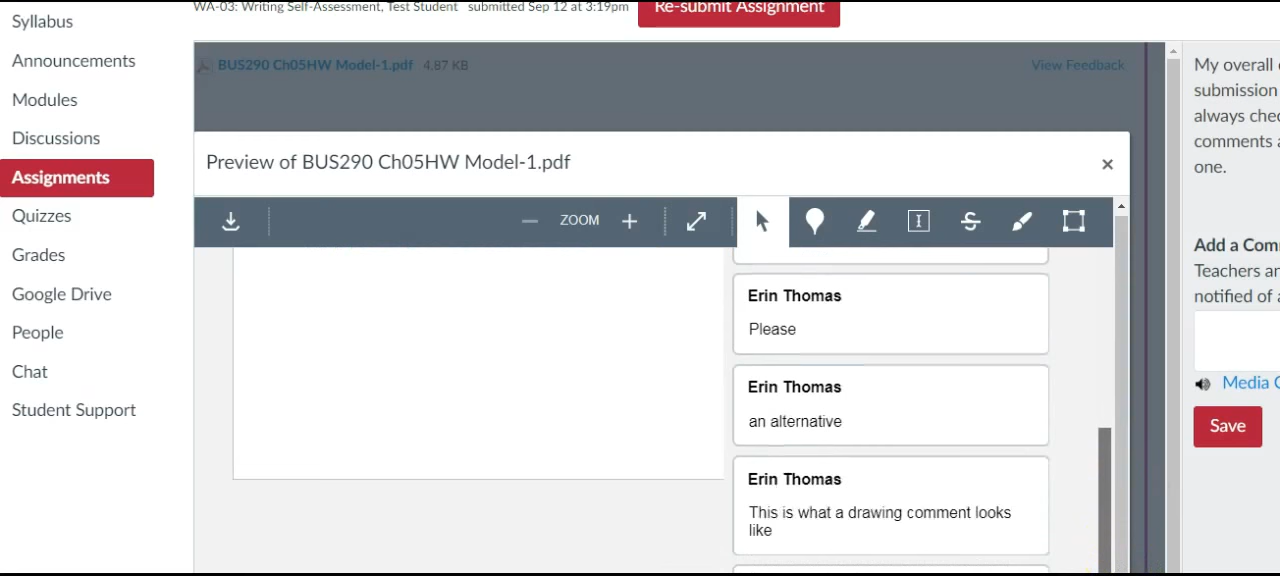 WA-03: Writing Self-Assessment, Test Student submitted Sep 12 at 3:19pm
Re-submit Assignment
Syllabus
Announcements
Modules
Discussions
Assignments
Quizzes
Grades
Google Drive
People
Chat
Student Support
BUS290 Ch05HW Model-1.pdf 4.87 KB
View Feedback
Preview of BUS290 Ch05HW Model-1.pdf
×
ZOOM
Erin Thomas
Please
Erin Thomas
an alternative
Erin Thomas
This is what a drawing comment looks
like
My overall
submission
always chec
comments a
one.
Add a Com
Teachers an
notified of a
Media C
Save